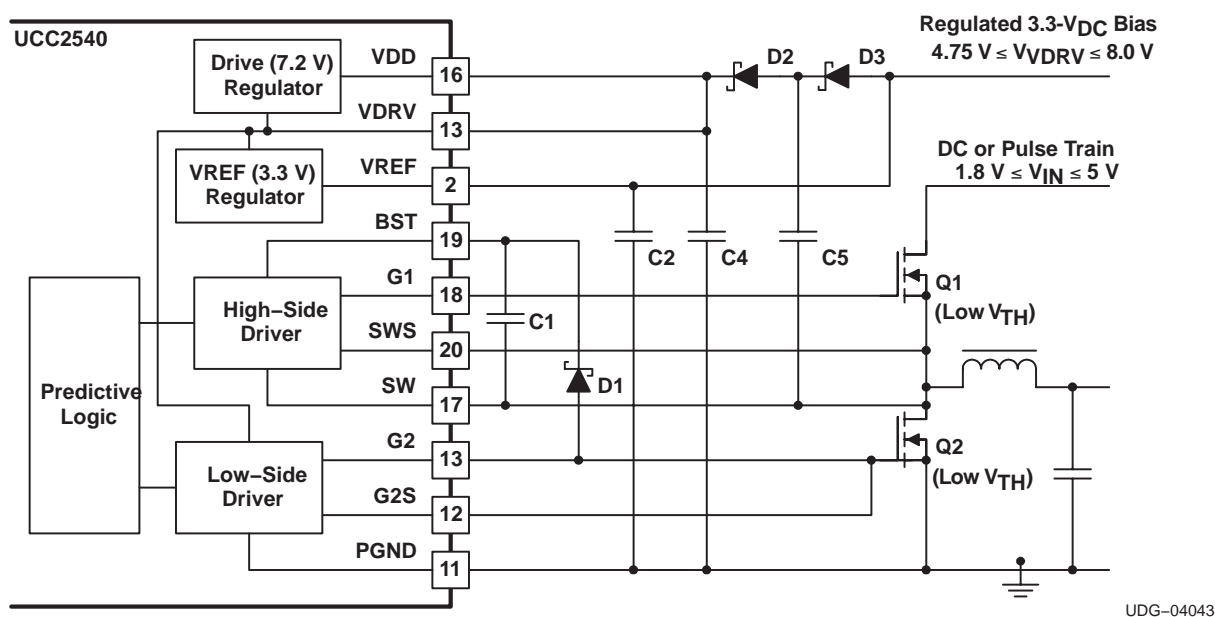 UCC2540
Drive (7.2 V)
Regulator
VREF (3.3 V)
Regulator
High−Side
Driver
Predictive
Logic
Low−Side
Driver
VDD
16
VDRV
13
VREF
2
BST
19
G1
18
SWS
20
SW
17
G2
13
G2S
12
PGND
11
C1
D1
C2
C4
C5
D2
D3
Regulated 3.3-VDC Bias
4.75 V ≤ VVDRV ≤ 8.0 V
DC or Pulse Train
1.8 V ≤ VIN ≤ 5 V
Q1
(Low VTH)
Q2
(Low VTH)
UDG−04043